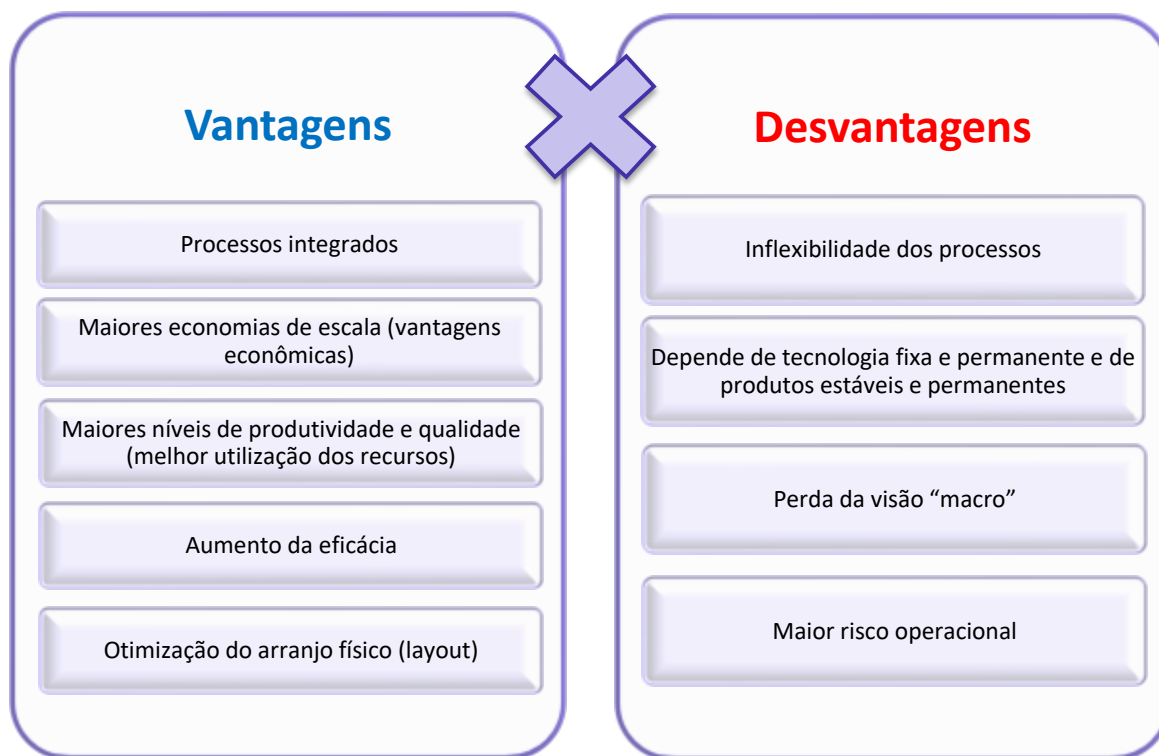 Vantagens
Processos integrados
Maiores economias de escala (vantagens
econômicas)
Maiores níveis de produtividade e qualidade
(melhor utilização dos recursos)
Aumento da eficácia
Otimização do arranjo físico (layout)
Desvantagens
Inflexibilidade dos processos
Depende de tecnologia fixa e permanente e de
produtos estáveis e permanentes
Perda da visão “macro”
Maior risco operacional